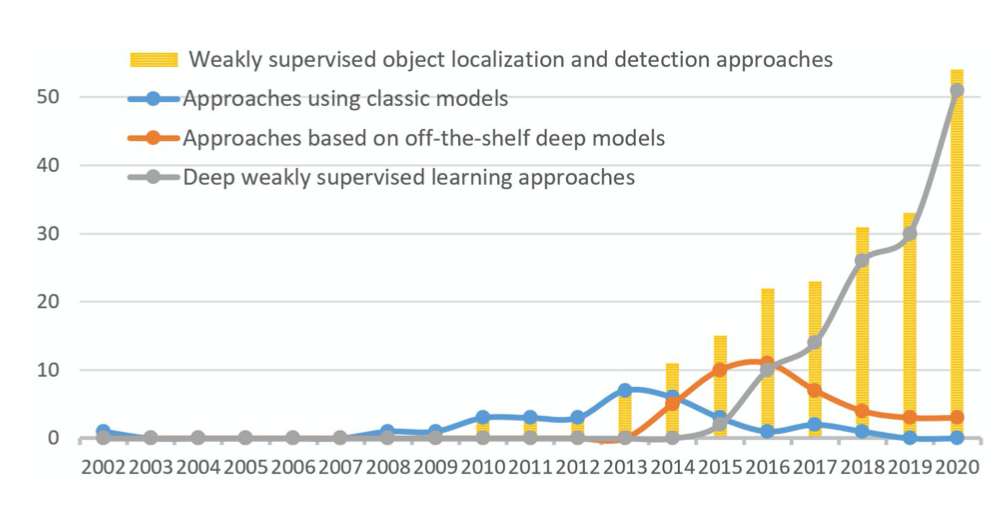 Weakly supervised object localization and detection approaches
50
Approaches using classic models
Approaches based on off-the-shelf deep models
40
Deep weakly supervised learning approaches
30
20
10
0
2002 2003 2004 2005 2006 2007 2008 2009 2010 2011 2012 2013 2014 2015 2016 2017 2018 2019 2020